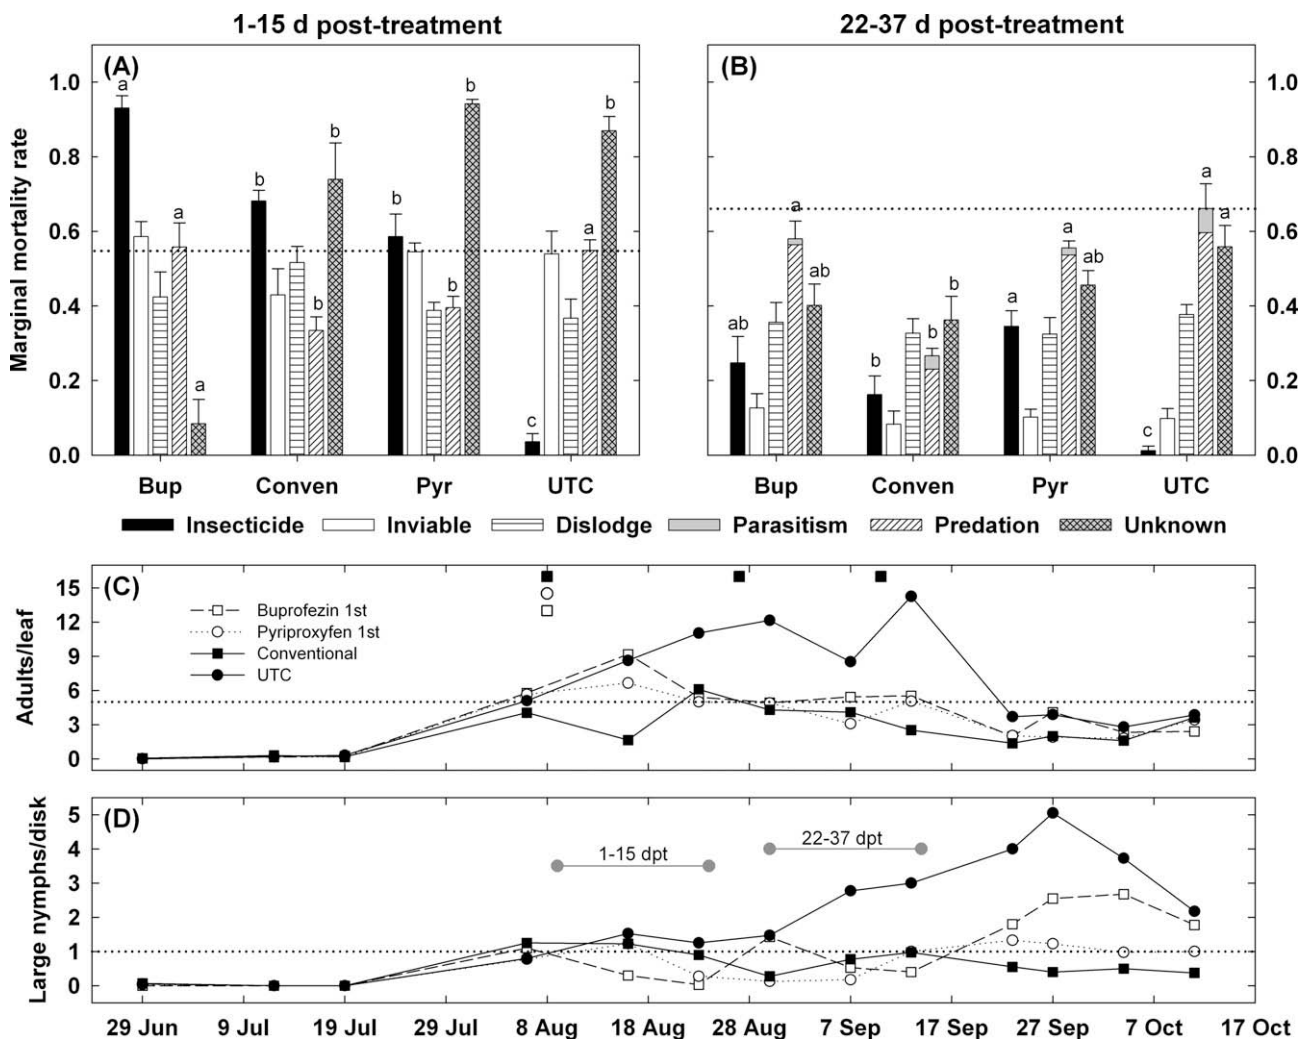 1-15 d post-treatment
22-37 d post-treatment
(A)
(B)
Marginal mortality rate
1.0
0.8
0.6
0.4
0.2
0.0
a
a
a
b
b
b
b
b
b
c
a
b
1.0
0.8
0.6
0.4
0.2
0.0
ab
a
ab
b
b
b
a
a
ab
c
a
a
Bup
Conven
Pyr
UTC
Bup
Conven
Pyr
UTC
Insecticide
Inviable
Dislodge
Parasitism
Predation
Unknown
(C)
Adults/leaf
15
12
9
6
3
0
Buprofezin 1st
Pyriproxyfen 1st
Conventional
UTC
(D)
Large nymphs/disk
5
4
3
2
1
0
1-15 dpt
22-37 dpt
29 Jun
9 Jul
19 Jul
29 Jul
8 Aug
18 Aug
28 Aug
7 Sep
17 Sep
27 Sep
7 Oct
17 Oct